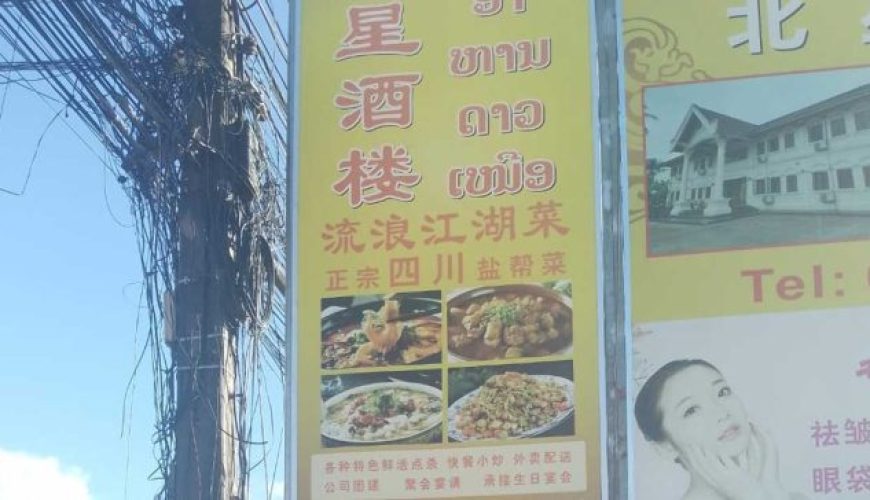 星酒楼
ຫານ
ດາວ
ເໜືອ
流浪江湖菜
正宗四川盐帮菜
各种特色鲜活点杀 快餐小炒 外卖配送
公司团建 聚会宴请 承接生日宴会
北
Tel:
祛皱
眼袋